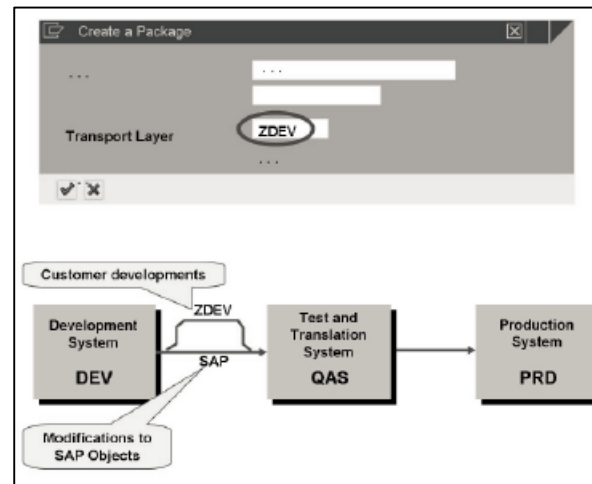 Create a Package
. . .
. . .
Transport Layer
ZDEV
. . .
Customer developments
ZDEV
Development
System
DEV
SAP
Test and
Translation
System
QAS
Production
System
PRD
Modifications to
SAP Objects